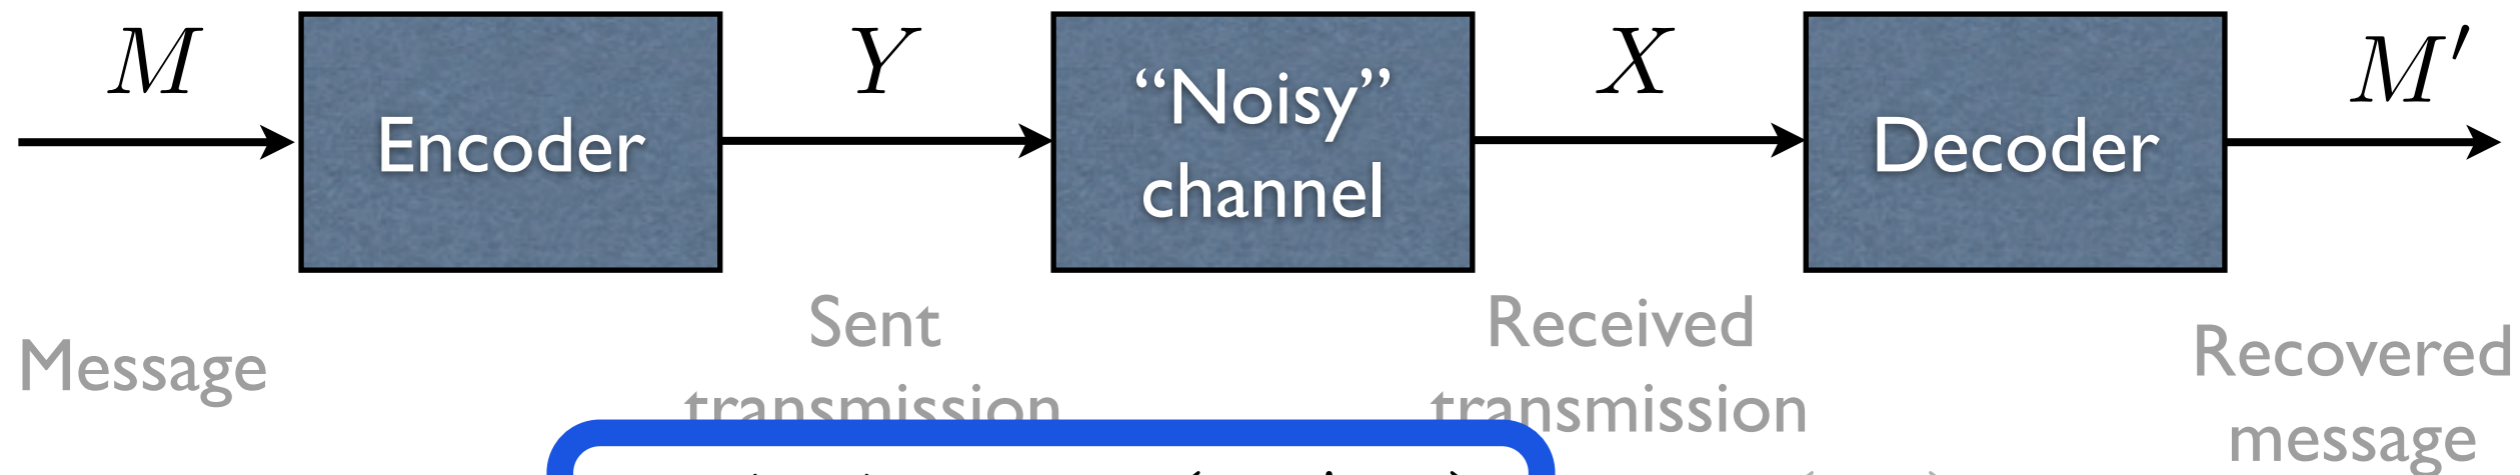 M
Y
X
M′
Encoder
“Noisy”
channel
Decoder
Message
Sent
transmission
Received
transmission
Recovered
message